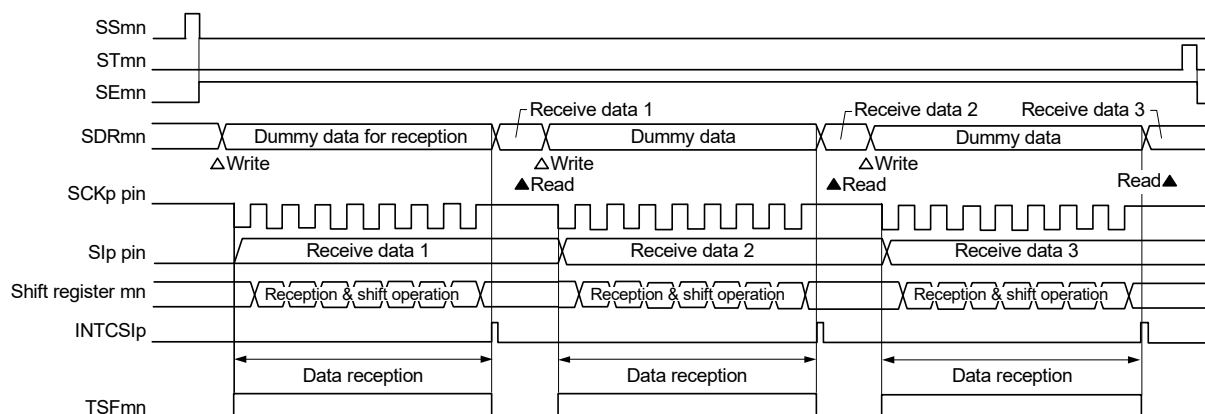 SSmn
STmn
SEmn
Receive data 1 Receive data 2 Receive data 3
SDRmn Dummy data for reception Dummy data Dummy data
△Write △Write △Write
▲Read ▲Read Read▲
SCKp pin
SIp pin Receive data 1 Receive data 2 Receive data 3
Shift register mn Reception & shift operation Reception & shift operation Reception & shift operation
INTCSIp
Data reception Data reception Data reception
TSFmn